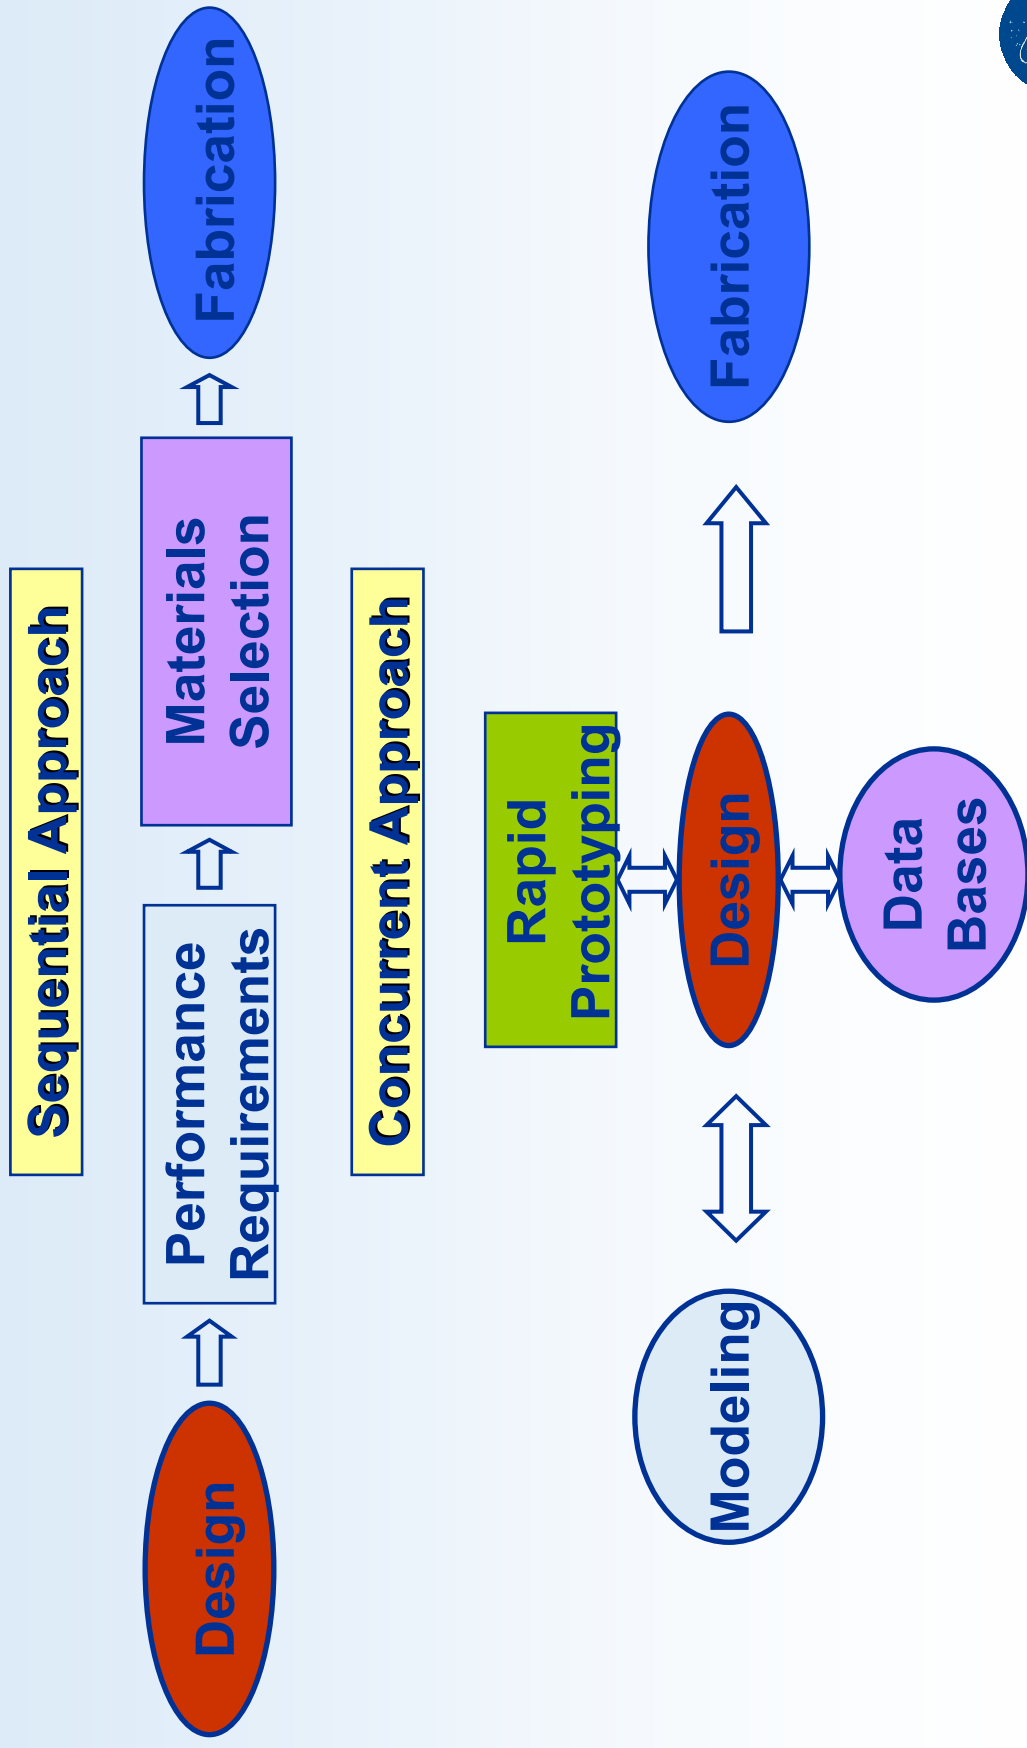 Sequential Approach
Design
Performance
Requirements
Materials
Selection
Fabrication
Concurrent Approach
Rapid
Prototyping
Modeling
Design
Fabrication
Data
Bases